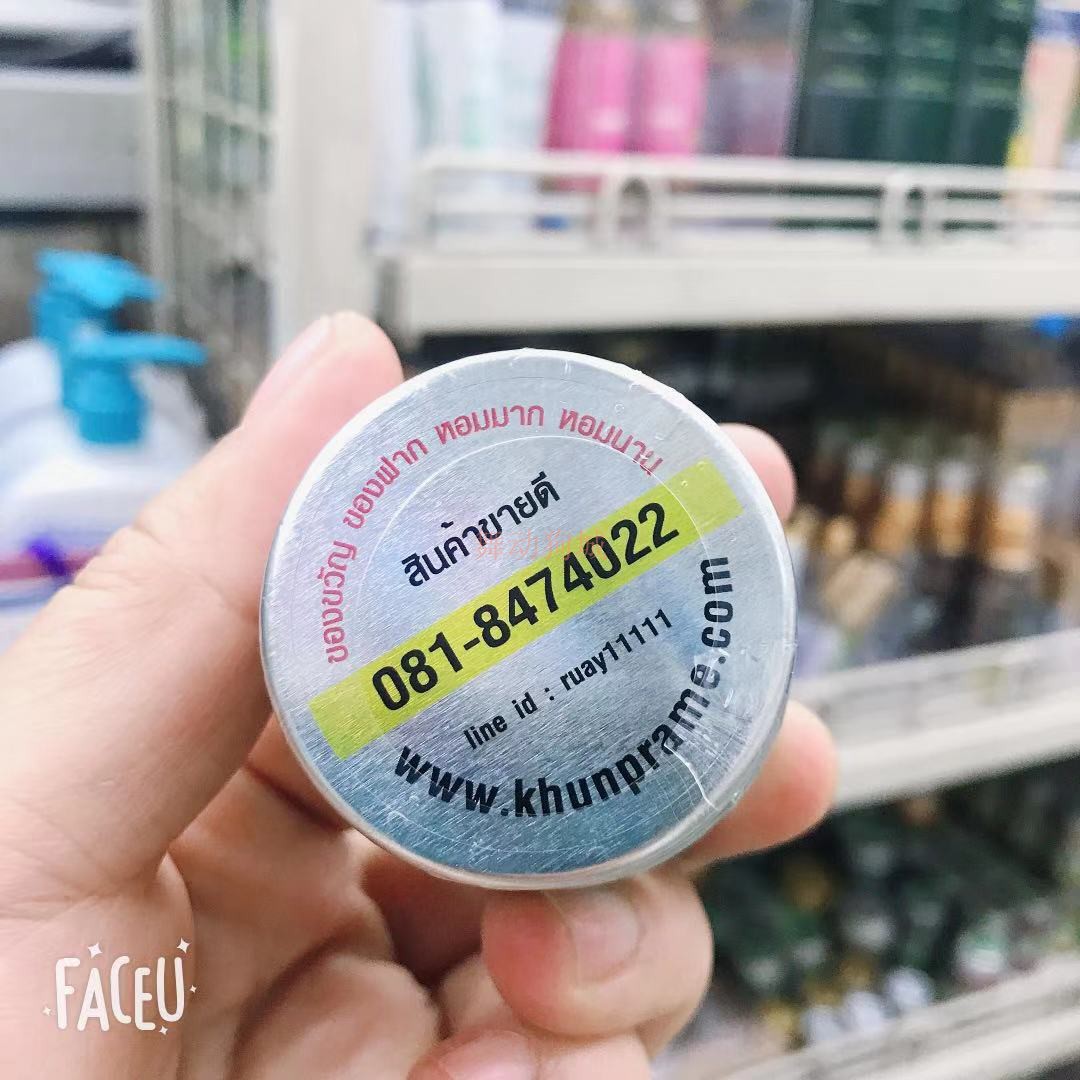 ของขวัญ ของฝาก หอมมาก หอมนาน
สินค้าขายดี
081-8474022
line id : ruay11111
www.khunprame.com
FACEU